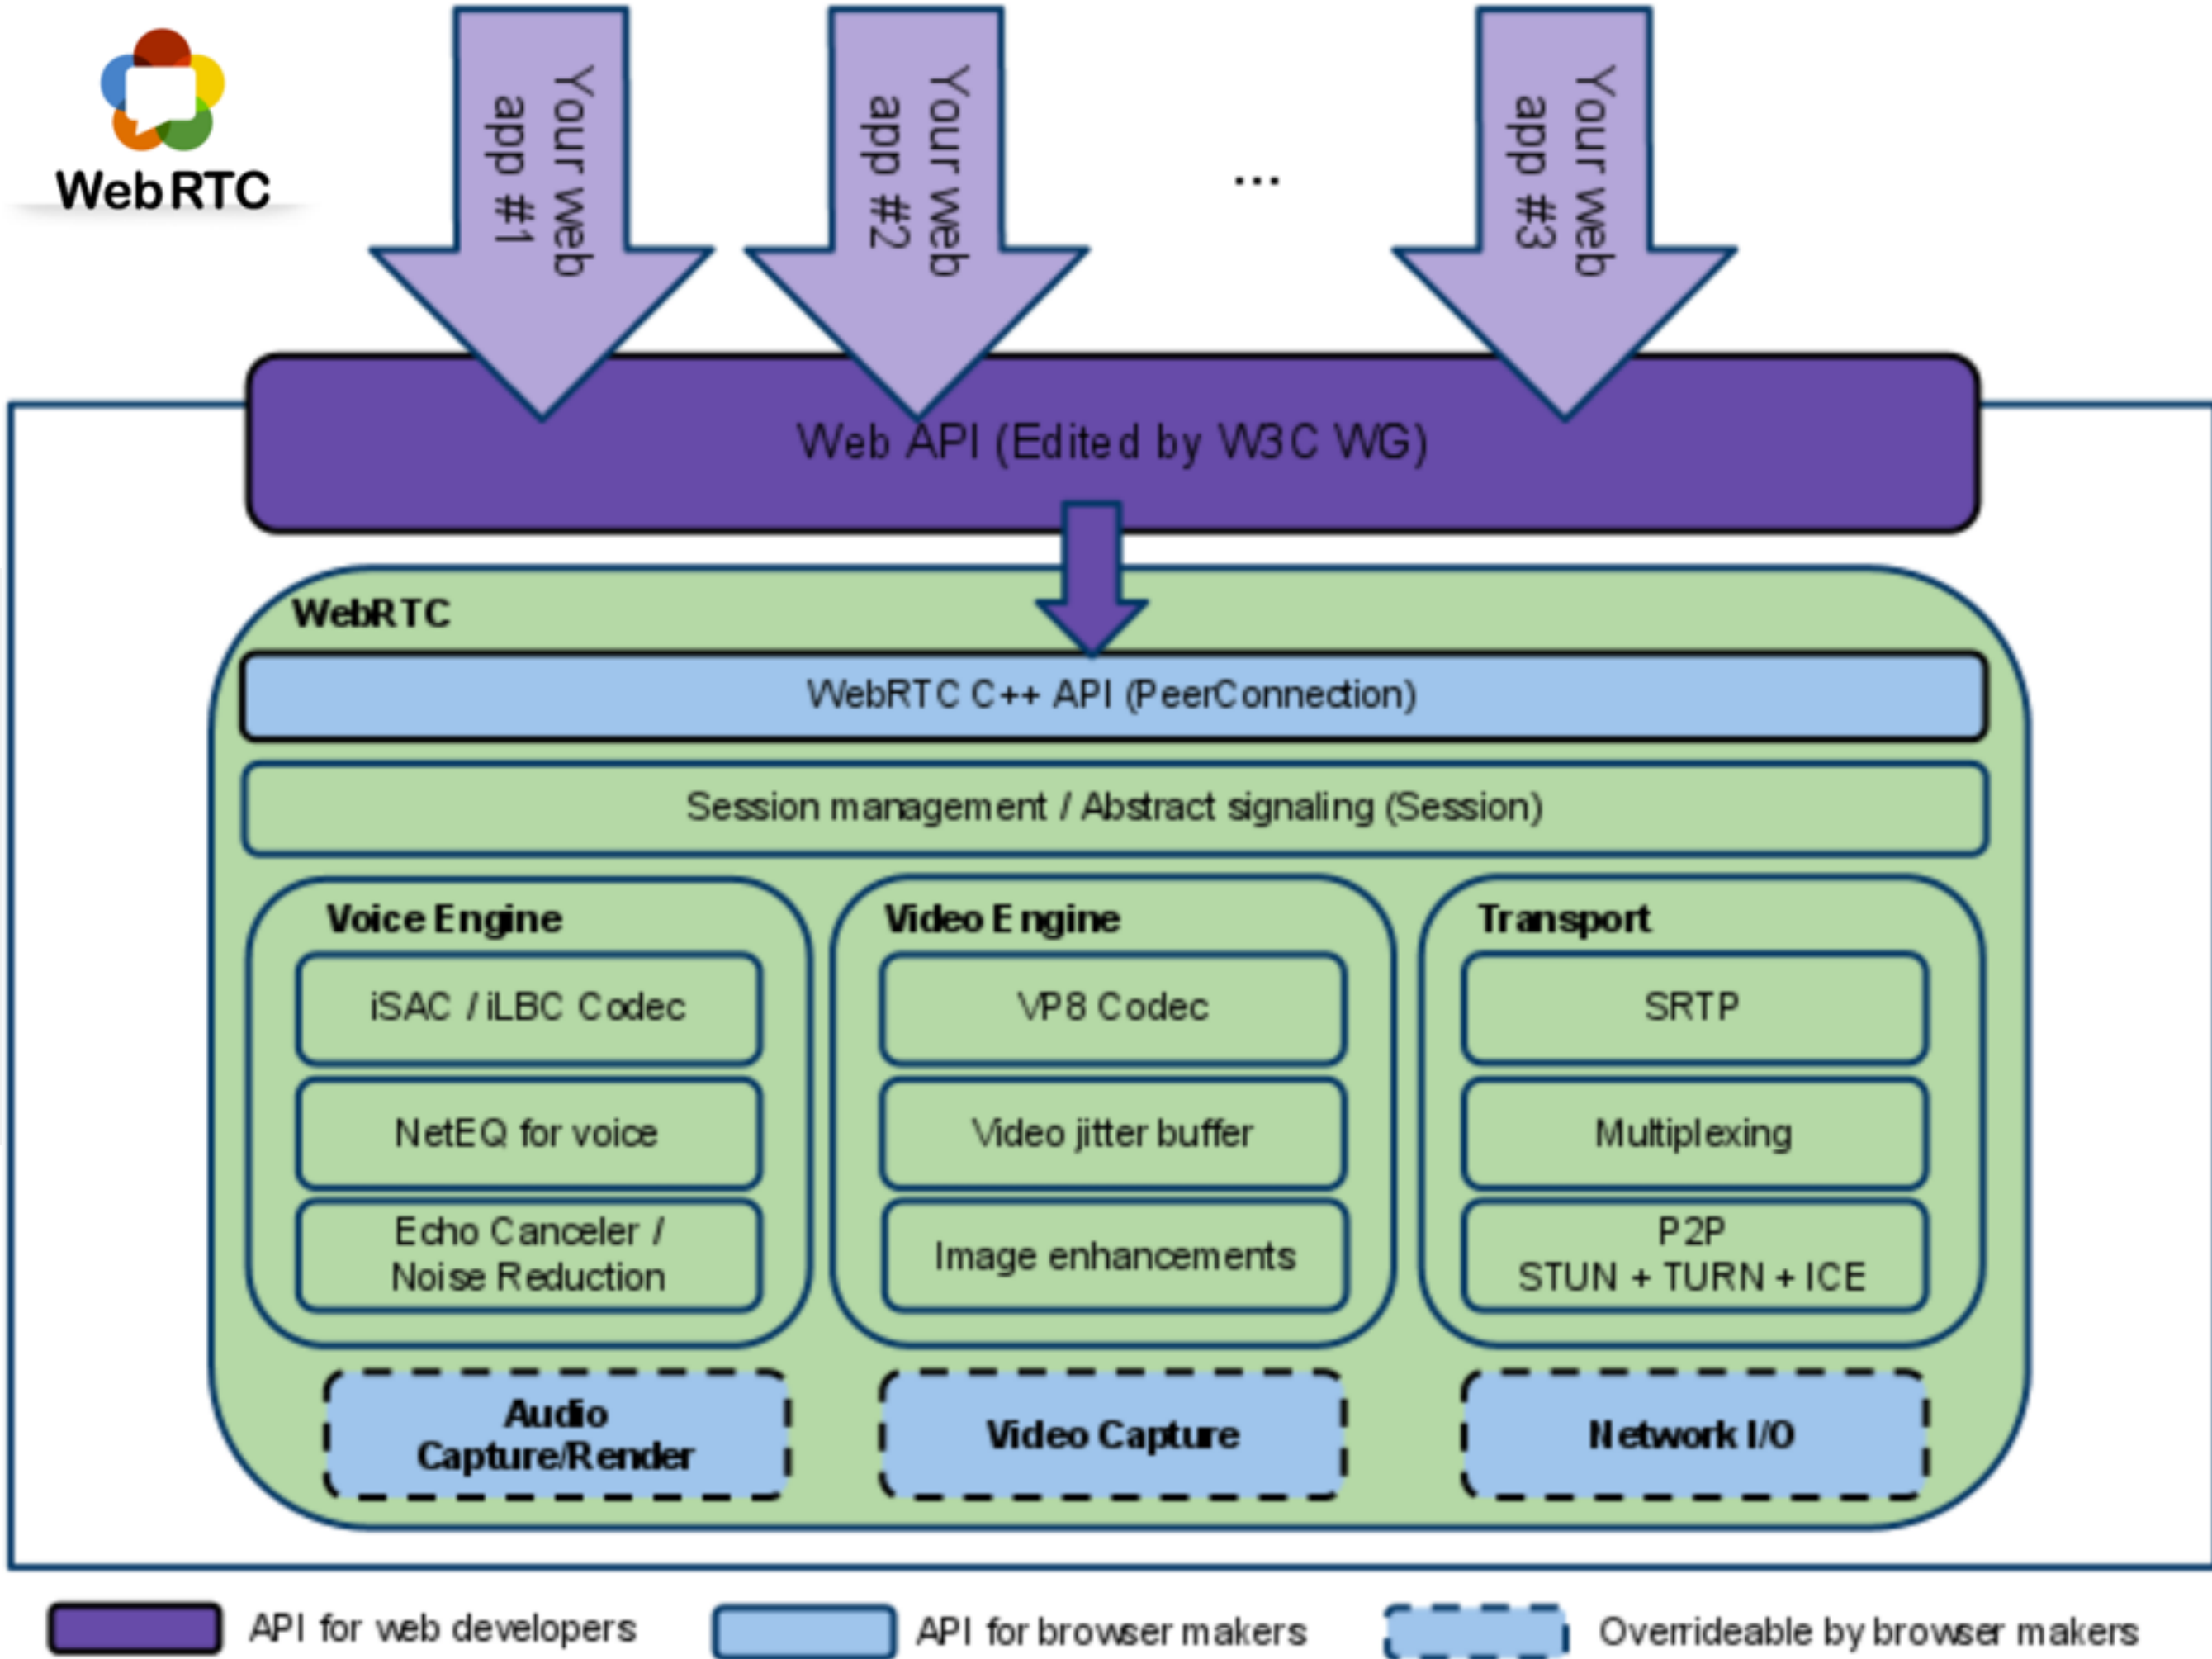 WebRTC
Your web
app #1
Your web
app #2
...
Your web
app #3
Web API (Edited by W3C WG)
WebRTC
WebRTC C++ API (PeerConnection)
Session management / Abstract signaling (Session)
Voice Engine
iSAC / iLBC Codec
NetEQ for voice
Echo Canceler /
Noise Reduction
Video Engine
VP8 Codec
Video jitter buffer
Image enhancements
Transport
SRTP
Multiplexing
P2P
STUN + TURN + ICE
Audio
Capture/Render
Video Capture
Network I/O
API for web developers
API for browser makers
Overrideable by browser makers